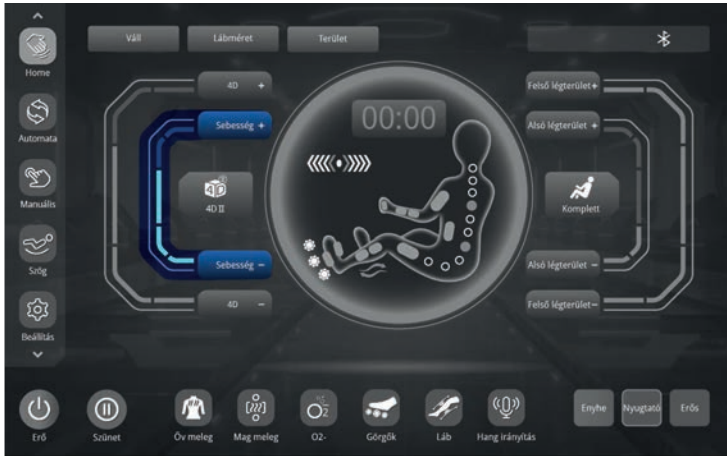 Váll
Lábméret
Terület
Home
Automata
Manuális
Szög
Beállítás
4D +
Sebesség +
4D
4D II
Sebesség −
4D −
00:00
Felső légterület+
Alsó légterület +
Komplett
Alsó légterület −
Felső légterület−
Erő
Szünet
Öv meleg
Mag meleg
O2
O2-
Görgők
Láb
Hang irányítás
Enyhe
Nyugtató
Erős